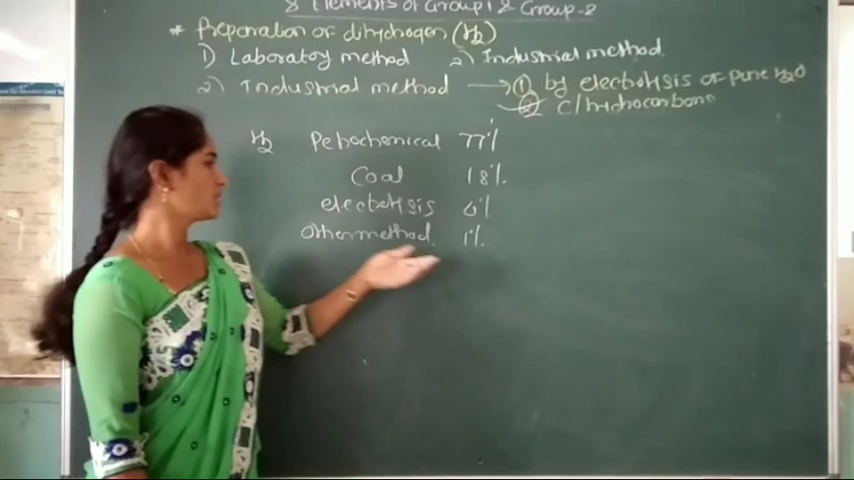 8 Elements of Group 1 & Group-2
* Preparation of dihydrogen (H2)
1) Laboratory method 2) Industrial method
2) Industrial method → ① by electrolysis of pure H2O
② C/hydrocarbons
H2 Petrochemical 77%
Coal 18%
electrolysis
Other method 1%